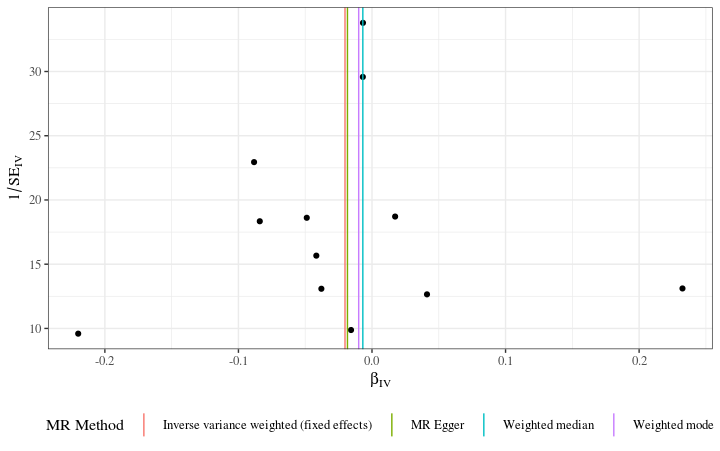 1/SE_IV
30
25
20
15
10
-0.2 -0.1 0.0 0.1 0.2
β_IV
MR Method Inverse variance weighted (fixed effects) MR Egger Weighted median Weighted mode